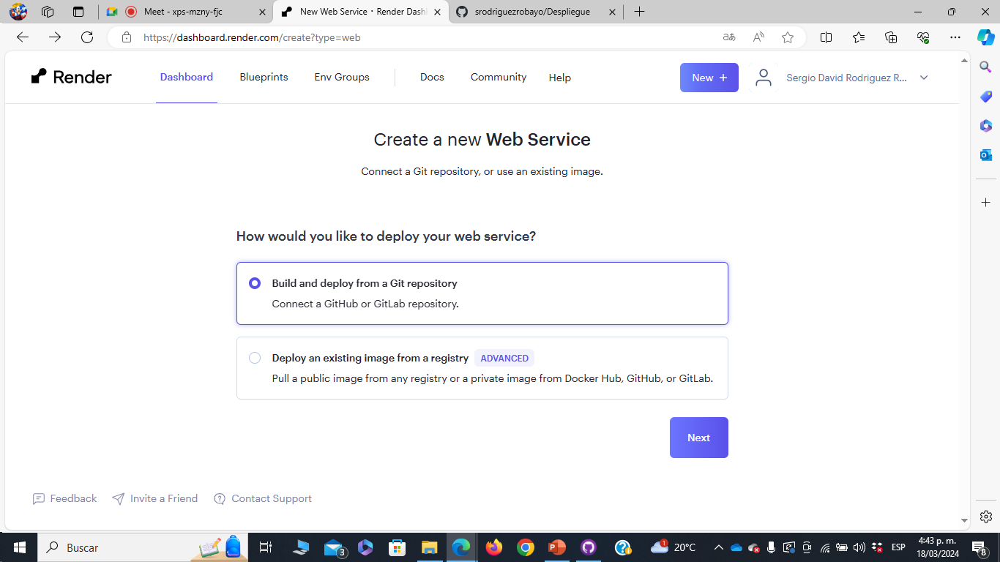 Meet - xps-mzny-fjc
New Web Service · Render Dash
srodriguezrobayo/Despliegue
https://dashboard.render.com/create?type=web
aあ
Render
Dashboard
Blueprints
Env Groups
Docs
Community
Help
New +
Sergio David Rodriguez R...
Create a new Web Service
Connect a Git repository, or use an existing image.
How would you like to deploy your web service?
Build and deploy from a Git repository
Connect a GitHub or GitLab repository.
Deploy an existing image from a registry ADVANCED
Pull a public image from any registry or a private image from Docker Hub, GitHub, or GitLab.
Next
Feedback
Invite a Friend
Contact Support
Buscar
3
1
20°C
ESP
4:43 p. m.
18/03/2024
8